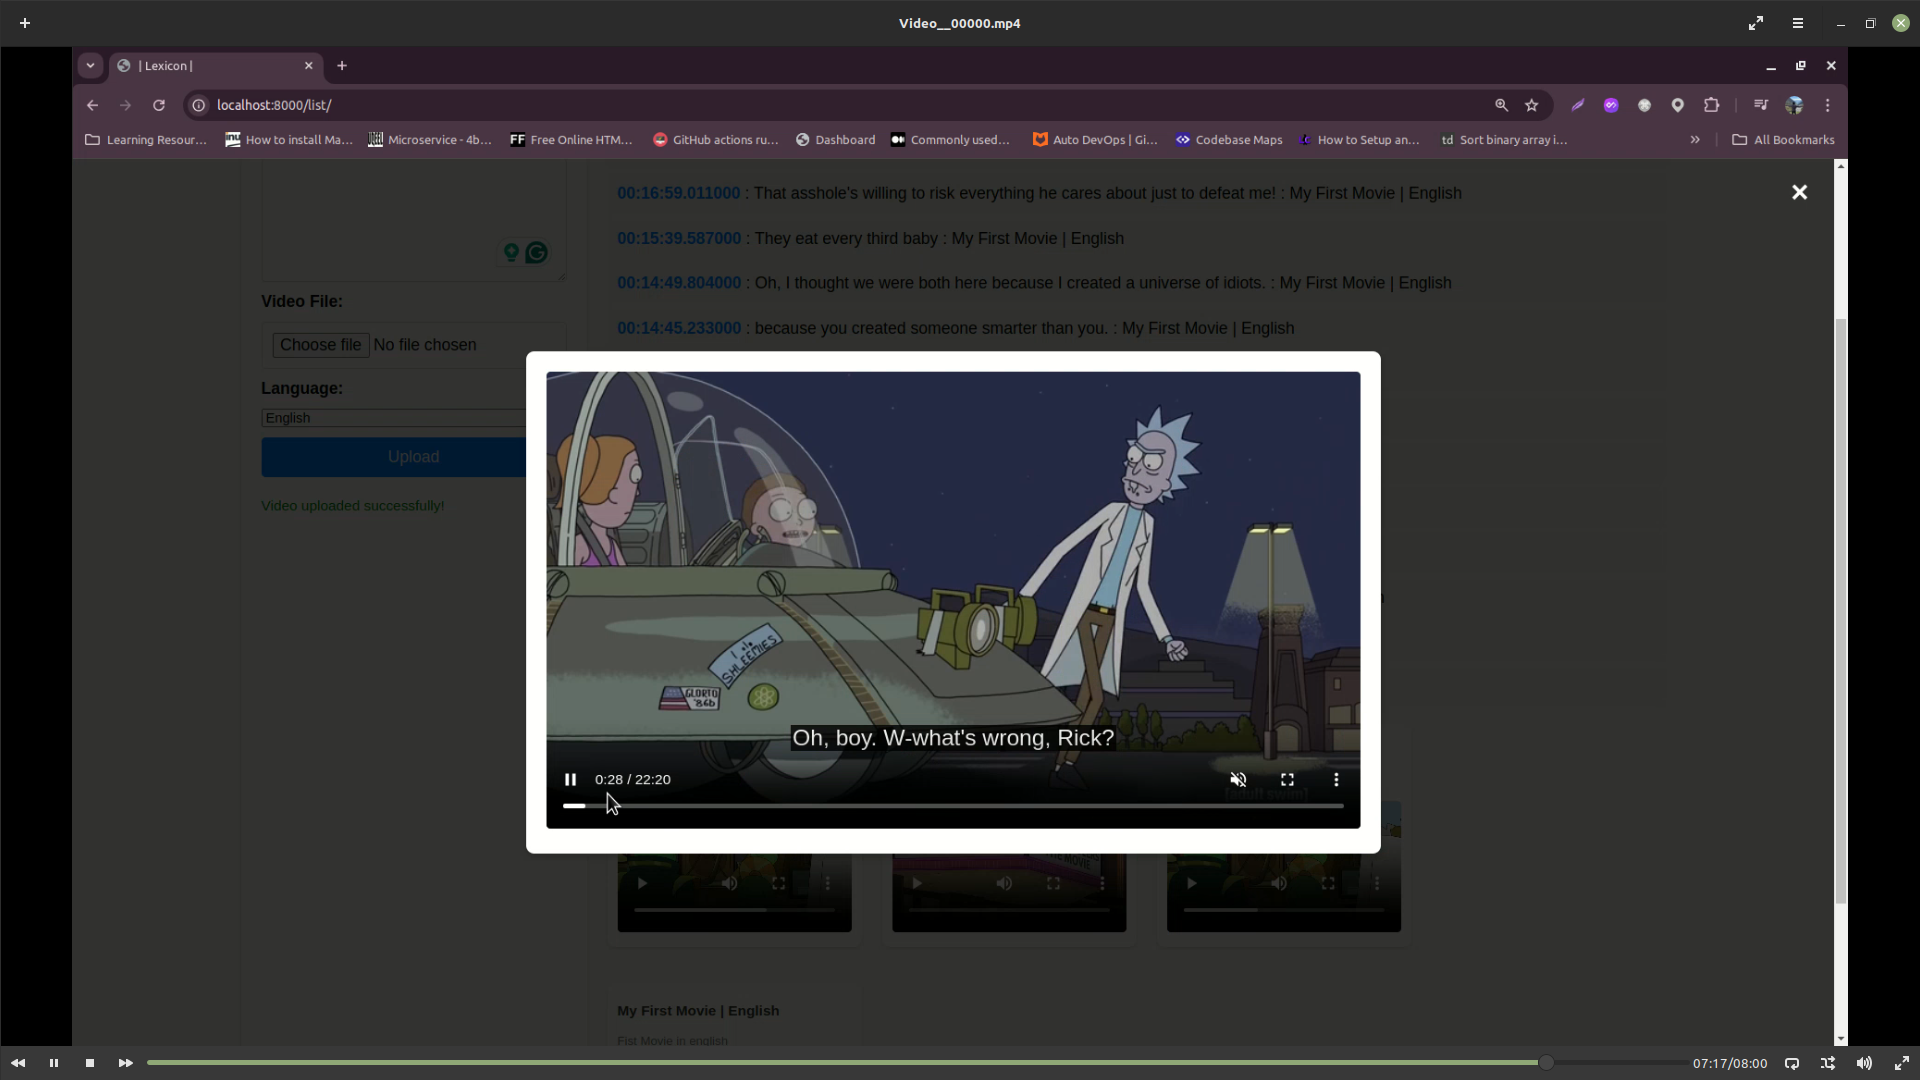 Video__00000.mp4
| Lexicon |
localhost:8000/list/
Learning Resour...
How to install Ma...
Microservice - 4b...
FF Free Online HTM...
GitHub actions ru...
Dashboard
Commonly used...
Auto DevOps | Gi...
Codebase Maps
How to Setup an...
td Sort binary array i...
»
All Bookmarks
00:16:59.011000 : That asshole's willing to risk everything he cares about just to defeat me! : My First Movie | English
00:15:39.587000 : They eat every third baby : My First Movie | English
00:14:49.804000 : Oh, I thought we were both here because I created a universe of idiots. : My First Movie | English
00:14:45.233000 : because you created someone smarter than you. : My First Movie | English
Video File:
Choose file No file chosen
Language:
English
Upload
Video uploaded successfully!
SHLEEMIES
GLORTO
'86b
Oh, boy. W-what's wrong, Rick?
0:28 / 22:20
[adult swim]
My First Movie | English
Fist Movie in english
07:17/08:00